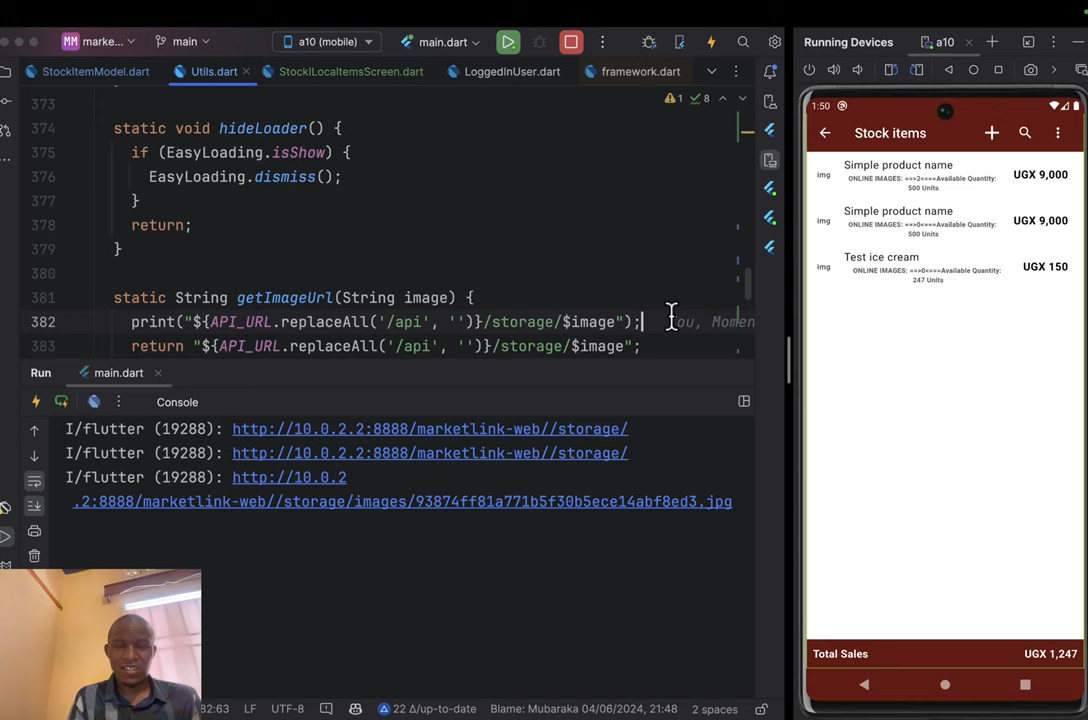 MM marke...
main
a10 (mobile)
main.dart
Running Devices
a10
StockItemModel.dart
Utils.dart
StockILocaItemsScreen.dart
LoggedInUser.dart
framework.dart
373
1
8
374 static void hideLoader() {
375 if (EasyLoading.isShow) {
376 EasyLoading.dismiss();
377 }
378 return;
379 }
380
381 static String getImageUrl(String image) {
382 print("${API_URL.replaceAll('/api', '')}/storage/$image"); You, Momen
383 return "${API_URL.replaceAll('/api', '')}/storage/$image";
Run
main.dart
Console
I/flutter (19288): http://10.0.2.2:8888/marketlink-web//storage/
I/flutter (19288): http://10.0.2.2:8888/marketlink-web//storage/
I/flutter (19288): http://10.0.2
.2:8888/marketlink-web//storage/images/93874ff81a771b5f30b5ece14abf8ed3.jpg
82:63
LF
UTF-8
22 Δ/up-to-date
Blame: Mubaraka 04/06/2024, 21:48
2 spaces
1:50
Stock items
img
Simple product name
ONLINE IMAGES: ==>2<===Available Quantity:
500 Units
UGX 9,000
img
Simple product name
ONLINE IMAGES: ==>0<===Available Quantity:
500 Units
UGX 9,000
img
Test ice cream
ONLINE IMAGES: ==>0<===Available Quantity:
247 Units
UGX 150
Total Sales
UGX 1,247